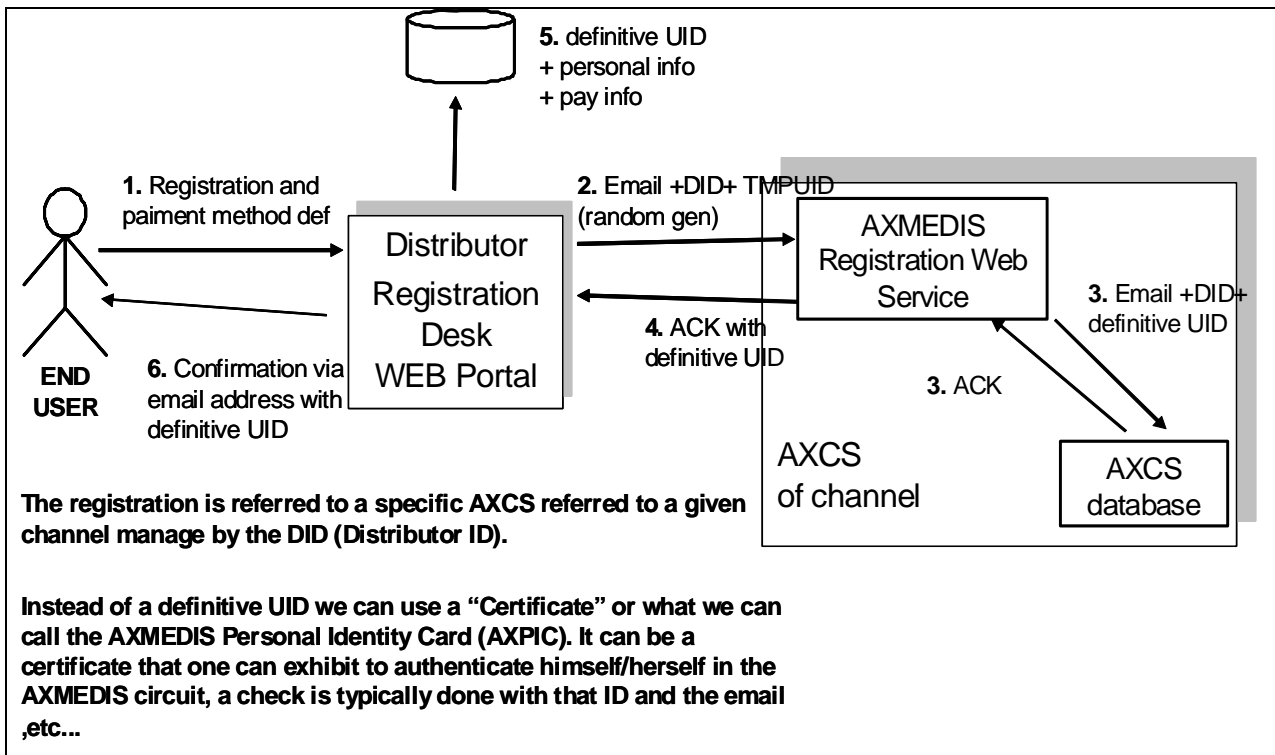 5. definitive UID
+ personal info
+ pay info
1. Registration and
paiment method def
2. Email +DID+ TMPUID
(random gen)
Distributor
Registration
Desk
WEB Portal
AXMEDIS
Registration Web
Service
3. Email +DID+
definitive UID
4. ACK with
definitive UID
3. ACK
END
USER
6. Confirmation via
email address with
definitive UID
AXCS
of channel
AXCS
database
The registration is referred to a specific AXCS referred to a given
channel manage by the DID (Distributor ID).
Instead of a definitive UID we can use a “Certificate” or what we can
call the AXMEDIS Personal Identity Card (AXPIC). It can be a
certificate that one can exhibit to authenticate himself/herself in the
AXMEDIS circuit, a check is typically done with that ID and the email
,etc...